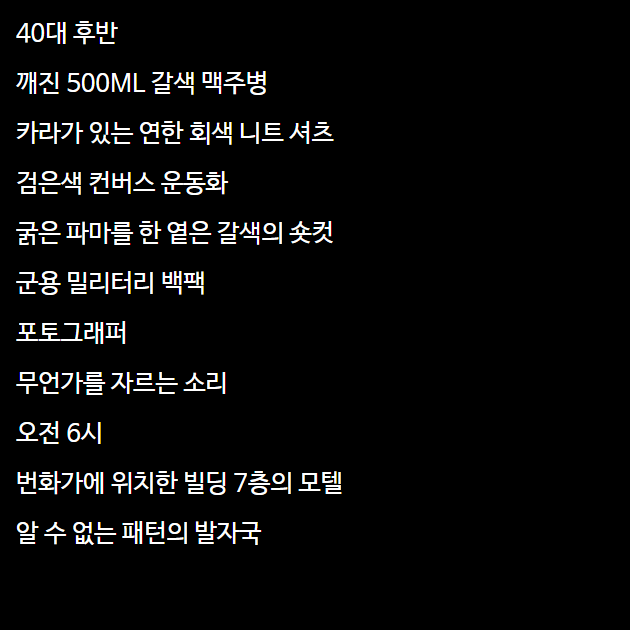 40대 후반
깨진 500ML 갈색 맥주병
카라가 있는 연한 회색 니트 셔츠
검은색 컨버스 운동화
굵은 파마를 한 옅은 갈색의 숏컷
군용 밀리터리 백팩
포토그래퍼
무언가를 자르는 소리
오전 6시
번화가에 위치한 빌딩 7층의 모텔
알 수 없는 패턴의 발자국